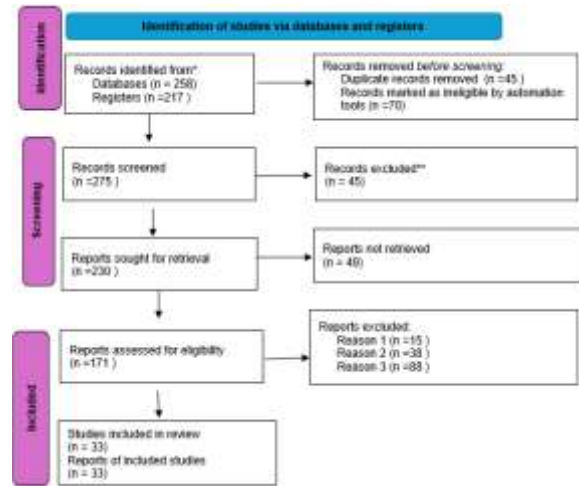 Identification of studies via databases and registers
Identification
Records identified from*
Databases (n = 258)
Registers (n =217 )
Records removed before screening:
Duplicate records removed (n =45 )
Records marked as ineligible by automation
tools (n =70)
Screening
Records screened
(n =275 )
Records excluded**
(n = 45)
Reports sought for retrieval
(n =230 )
Reports not retrieved
(n = 49)
Reports assessed for eligibility
(n =171 )
Reports excluded:
Reason 1 (n =15 )
Reason 2 (n =38 )
Reason 3 (n =88 )
Included
Studies included in review
(n = 33)
Reports of included studies
(n = 33)